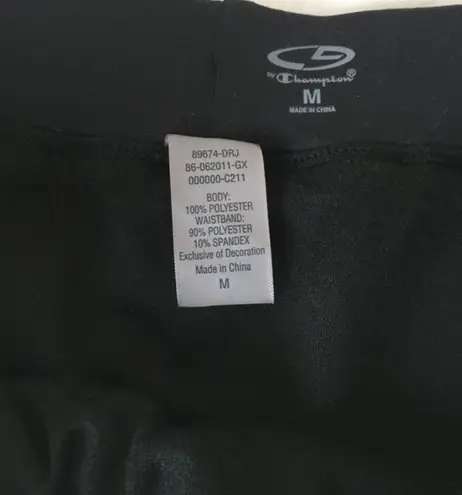 C9
by Champion®
M
MADE IN CHINA
89674-DRJ
86-062011-GX
000000-C211
BODY:
100% POLYESTER
WAISTBAND:
90% POLYESTER
10% SPANDEX
Exclusive of Decoration
Made in China
M